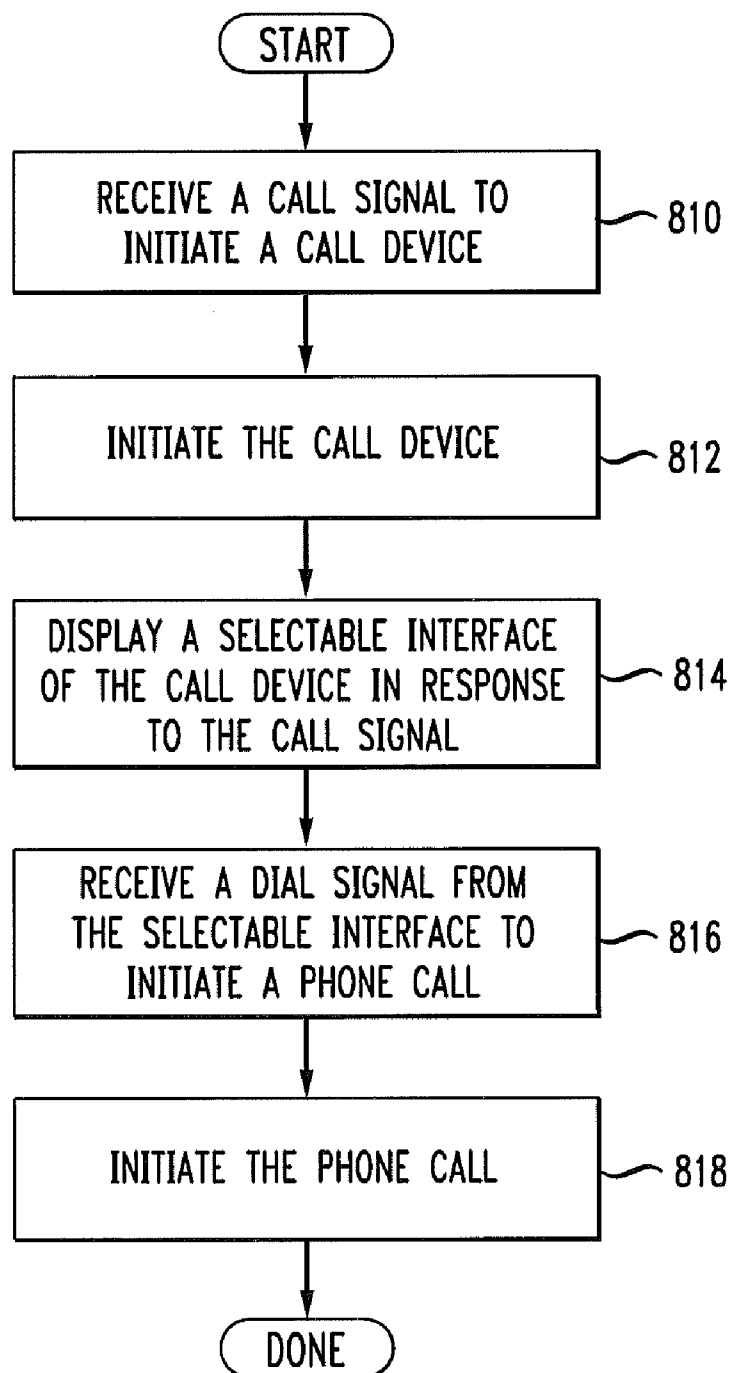 START
RECEIVE A CALL SIGNAL TO
INITIATE A CALL DEVICE
810
INITIATE THE CALL DEVICE
812
DISPLAY A SELECTABLE INTERFACE
OF THE CALL DEVICE IN RESPONSE
TO THE CALL SIGNAL
814
RECEIVE A DIAL SIGNAL FROM
THE SELECTABLE INTERFACE TO
INITIATE A PHONE CALL
816
INITIATE THE PHONE CALL
818
DONE